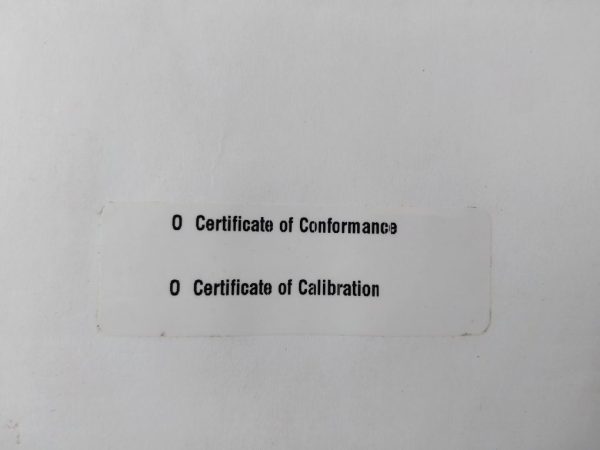 O Certificate of Conformance
O Certificate of Calibration